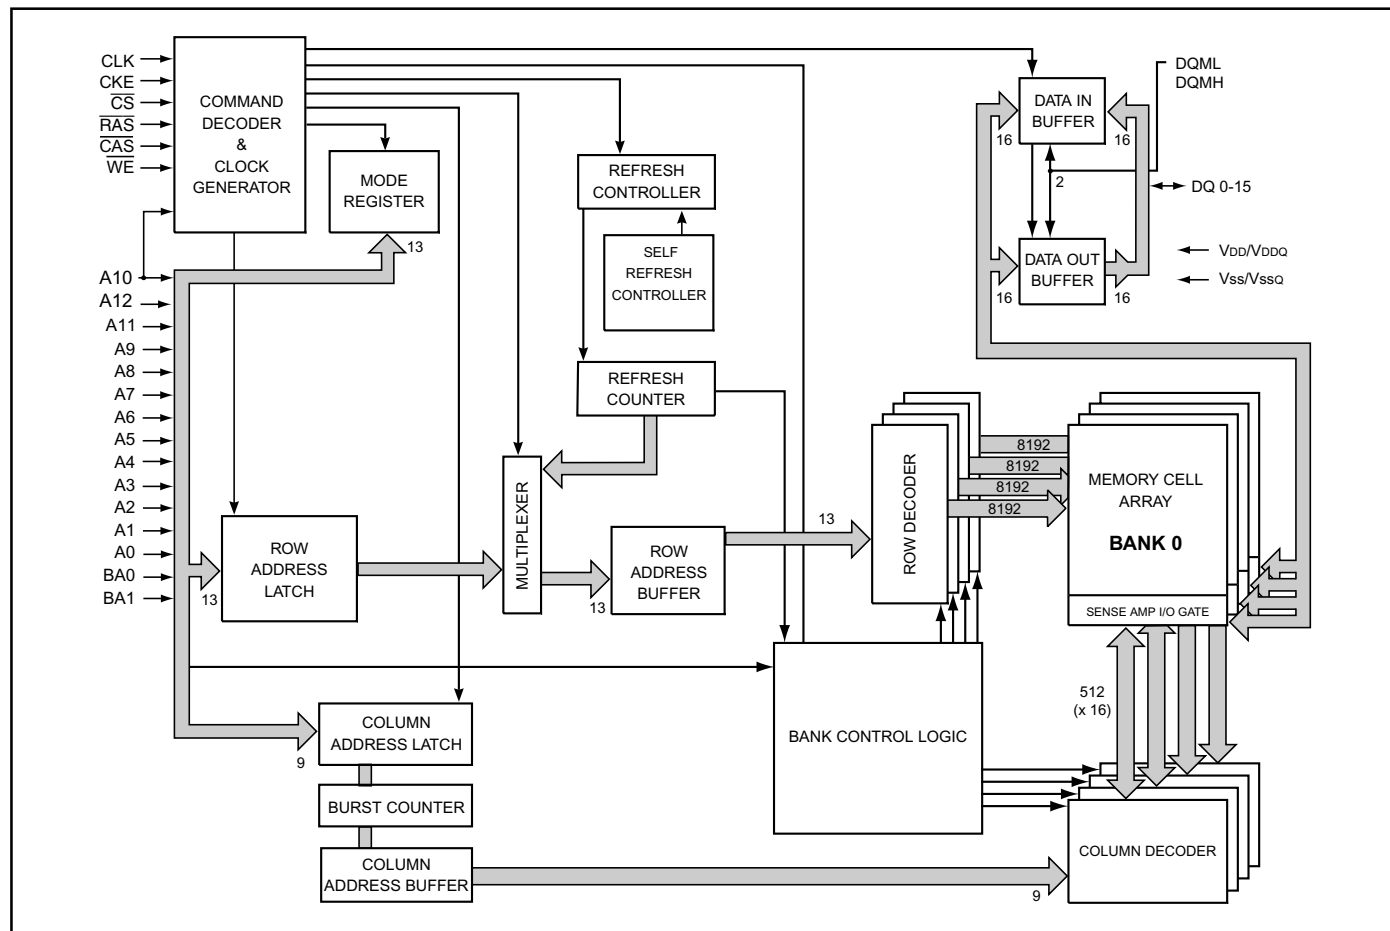 CLK
CKE
CS
RAS
CAS
WE
COMMAND
DECODER
&
CLOCK
GENERATOR
MODE
REGISTER
13
REFRESH
CONTROLLER
SELF
REFRESH
CONTROLLER
REFRESH
COUNTER
DATA IN
BUFFER
16
16
2
DATA OUT
BUFFER
16
16
DQML
DQMH
DQ 0-15
VDD/VDDQ
Vss/VssQ
A10
A12
A11
A9
A8
A7
A6
A5
A4
A3
A2
A1
A0
BA0
BA1
13
ROW
ADDRESS
LATCH
MULTIPLEXER
13
ROW
ADDRESS
BUFFER
13
ROW DECODER
8192
8192
8192
8192
MEMORY CELL
ARRAY
BANK 0
SENSE AMP I/O GATE
512
(x 16)
BANK CONTROL LOGIC
9
COLUMN
ADDRESS LATCH
BURST COUNTER
COLUMN
ADDRESS BUFFER
9
COLUMN DECODER